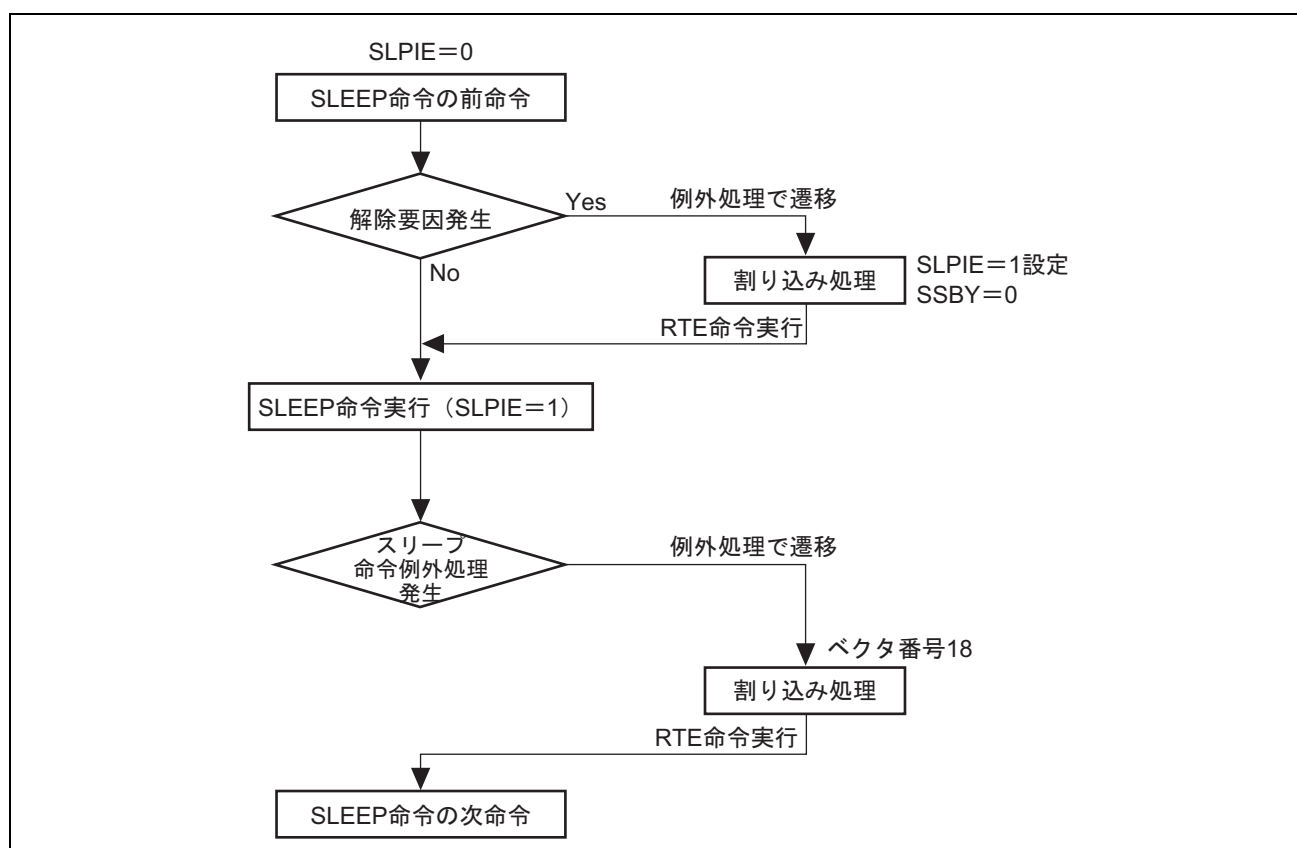 SLPIE＝0
SLEEP命令の前命令
解除要因発生
Yes
例外処理で遷移
No
割り込み処理
SLPIE＝1設定
SSBY＝0
RTE命令実行
SLEEP命令実行（SLPIE＝1）
スリープ
命令例外処理
発生
例外処理で遷移
ベクタ番号18
割り込み処理
RTE命令実行
SLEEP命令の次命令